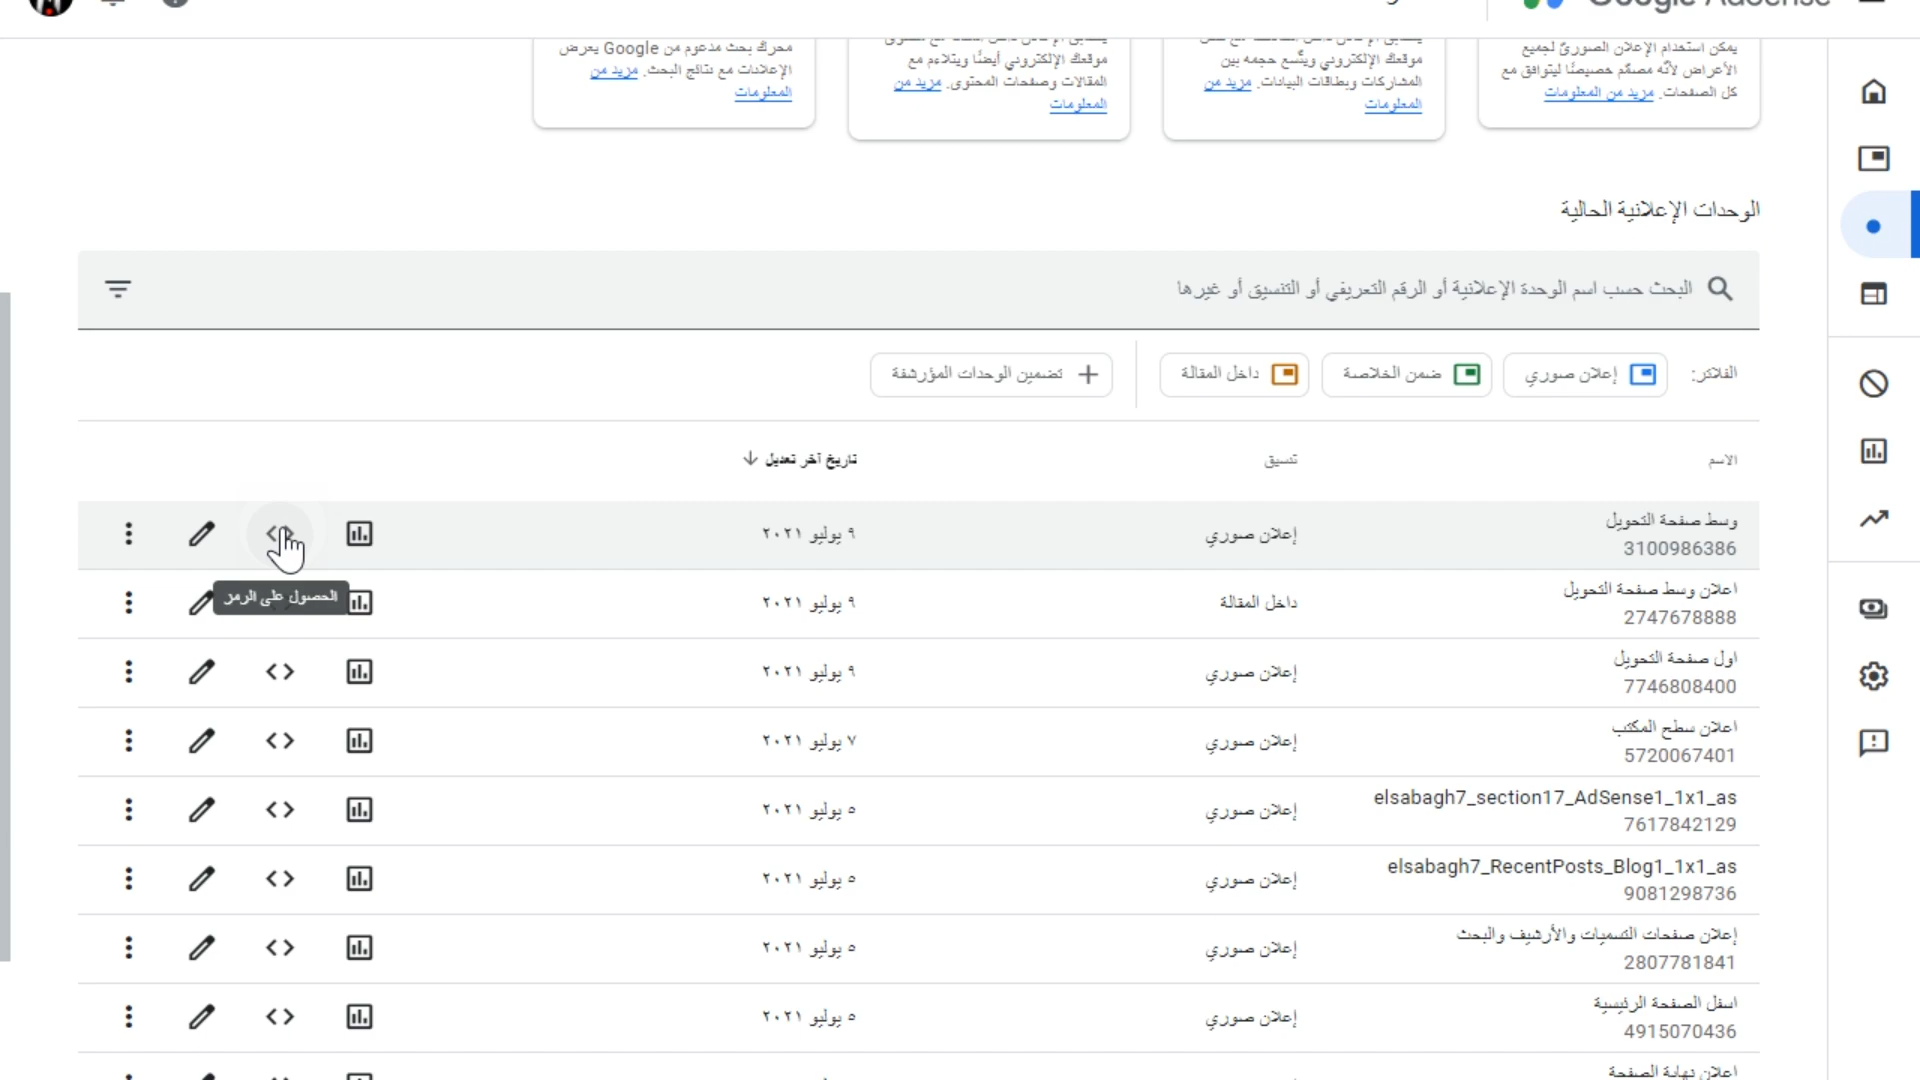 Google AdSense
يمكن استخدام الإعلان الصوريّ لجميع
الأغراض لأنّه مصمَّم خصيصًا ليتوافق مع
كل الصفحات. مزيد من المعلومات
موقعك الإلكتروني ويتَّسع حجمه بين
المشاركات وبطاقات البيانات. مزيد من
المعلومات
موقعك الإلكتروني أيضًا ويتلاءم مع
المقالات وصفحات المحتوى. مزيد من
المعلومات
محرك بحث مدعوم من Google يعرض
الإعلانات مع نتائج البحث. مزيد من
المعلومات
الوحدات الإعلانية الحالية
البحث حسب اسم الوحدة الإعلانية أو الرقم التعريفي أو التنسيق أو غيرها
الفلاتر: إعلان صوري ضمن الخلاصة داخل المقالة تضمين الوحدات المؤرشفة
الاسم تنسيق تاريخ آخر تعديل
وسط صفحة التحويل
3100986386
إعلان صوري
٩ يوليو ٢٠٢١
الحصول على الرمز
اعلان وسط صفحة التحويل
2747678888
داخل المقالة
٩ يوليو ٢٠٢١
اول صفحة التحويل
7746808400
إعلان صوري
٩ يوليو ٢٠٢١
اعلان سطح المكتب
5720067401
إعلان صوري
٧ يوليو ٢٠٢١
elsabagh7_section17_AdSense1_1x1_as
7617842129
إعلان صوري
٥ يوليو ٢٠٢١
elsabagh7_RecentPosts_Blog1_1x1_as
9081298736
إعلان صوري
٥ يوليو ٢٠٢١
إعلان صفحات التسميات والأرشيف والبحث
2807781841
إعلان صوري
٥ يوليو ٢٠٢١
اسفل الصفحة الرئيسية
4915070436
إعلان صوري
٥ يوليو ٢٠٢١
اعلان نهاية الصفحة